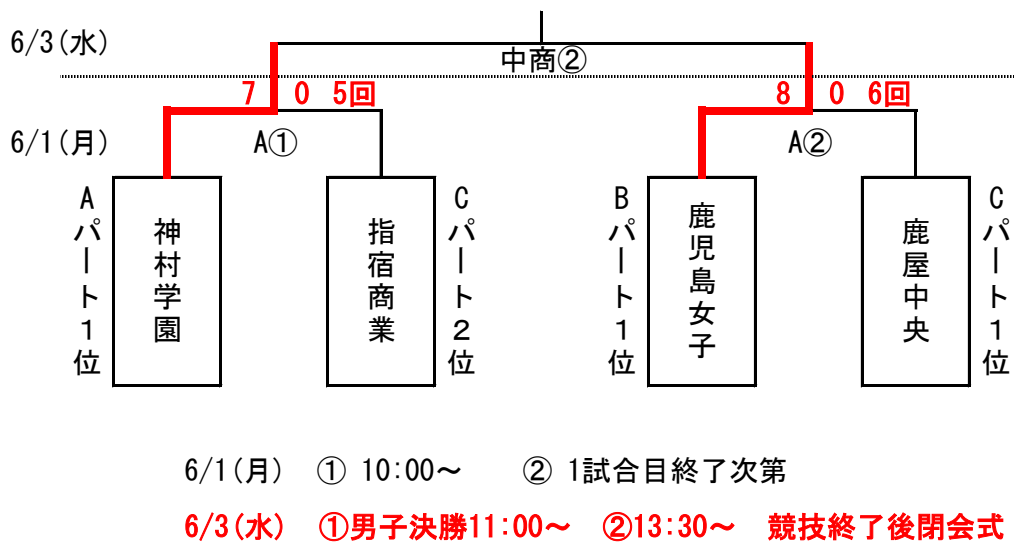 6/3(水)
中商②
7 0 5回
8 0 6回
6/1(月)
A①
A②
Aパート1位
神村学園
指宿商業
Cパート2位
Bパート1位
鹿児島女子
鹿屋中央
Cパート1位
6/1(月) ① 10:00～ ② 1試合目終了次第
6/3(水) ①男子決勝11:00～ ②13:30～ 競技終了後閉会式